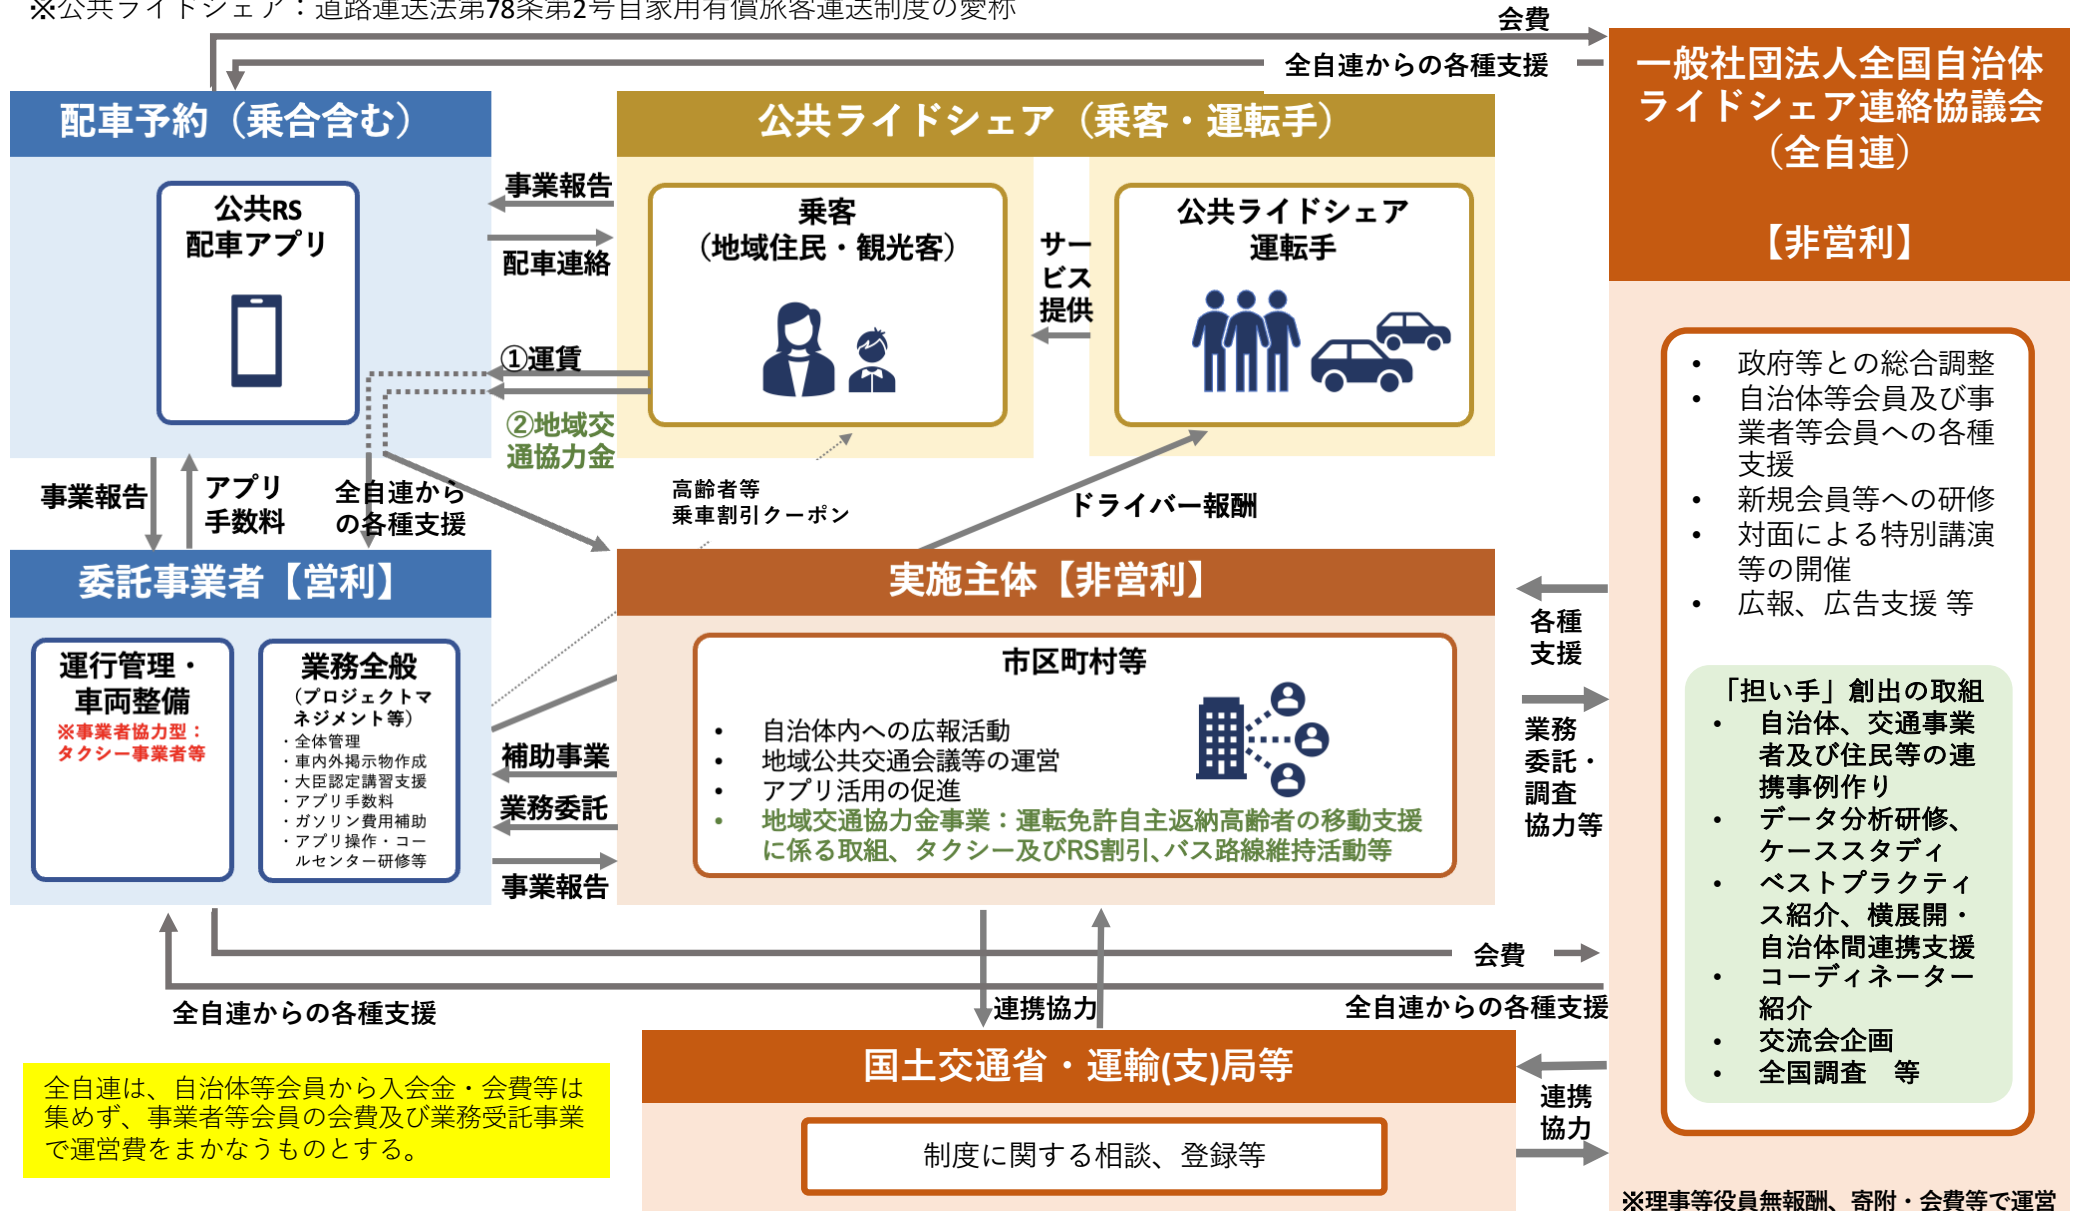 ※公共ライドシェア：道路運送法第78条第2号自家用有償旅客運送制度の愛称
会費
全自連からの各種支援
配車予約（乗合含む）
公共RS
配車アプリ
事業報告
配車連絡
①運賃
②地域交
通協力金
公共ライドシェア（乗客・運転手）
乗客
（地域住民・観光客）
サー
ビス
提供
公共ライドシェア
運転手
事業報告
アプリ
手数料
全自連から
の各種支援
高齢者等
乗車割引クーポン
ドライバー報酬
委託事業者【営利】
運行管理・
車両整備
※事業者協力型：
タクシー事業者等
業務全般
（プロジェクトマ
ネジメント等）
・全体管理
・車内外掲示物作成
・大臣認定講習支援
・アプリ手数料
・ガソリン費用補助
・アプリ操作・コー
ルセンター研修等
補助事業
業務委託
事業報告
実施主体【非営利】
市区町村等
• 自治体内への広報活動
• 地域公共交通会議等の運営
• アプリ活用の促進
• 地域交通協力金事業：運転免許自主返納高齢者の移動支援
に係る取組、タクシー及びRS割引、バス路線維持活動等
各種
支援
業務
委託・
調査
協力等
会費
全自連からの各種支援
連携協力
全自連からの各種支援
国土交通省・運輸(支)局等
制度に関する相談、登録等
連携
協力
全自連は、自治体等会員から入会金・会費等は
集めず、事業者等会員の会費及び業務受託事業
で運営費をまかなうものとする。
一般社団法人全国自治体
ライドシェア連絡協議会
（全自連）
【非営利】
• 政府等との総合調整
• 自治体等会員及び事
業者等会員への各種
支援
• 新規会員等への研修
• 対面による特別講演
等の開催
• 広報、広告支援 等
「担い手」創出の取組
• 自治体、交通事業
者及び住民等の連
携事例作り
• データ分析研修、
ケーススタディ
• ベストプラクティ
ス紹介、横展開・
自治体間連携支援
• コーディネーター
紹介
• 交流会企画
• 全国調査　等
※理事等役員無報酬、寄附・会費等で運営